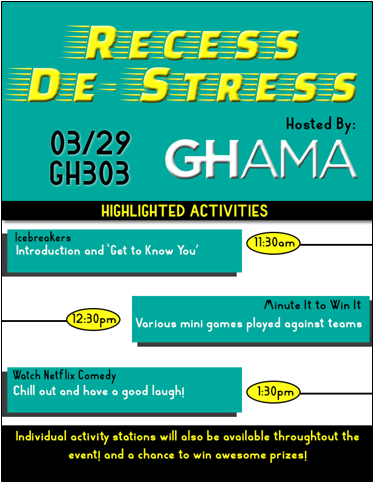 Recess
De-Stress
Hosted By:
03/29
GH303
GHAMA
HIGHLIGHTED ACTIVITIES
Icebreakers
Introduction and 'Get to Know You'
11:30am
12:30pm
Minute It to Win It
Various mini games played against teams
Watch Netflix Comedy
Chill out and have a good laugh!
1:30pm
Individual activity stations will also be available throughtout the
event! and a chance to win awesome prizes!